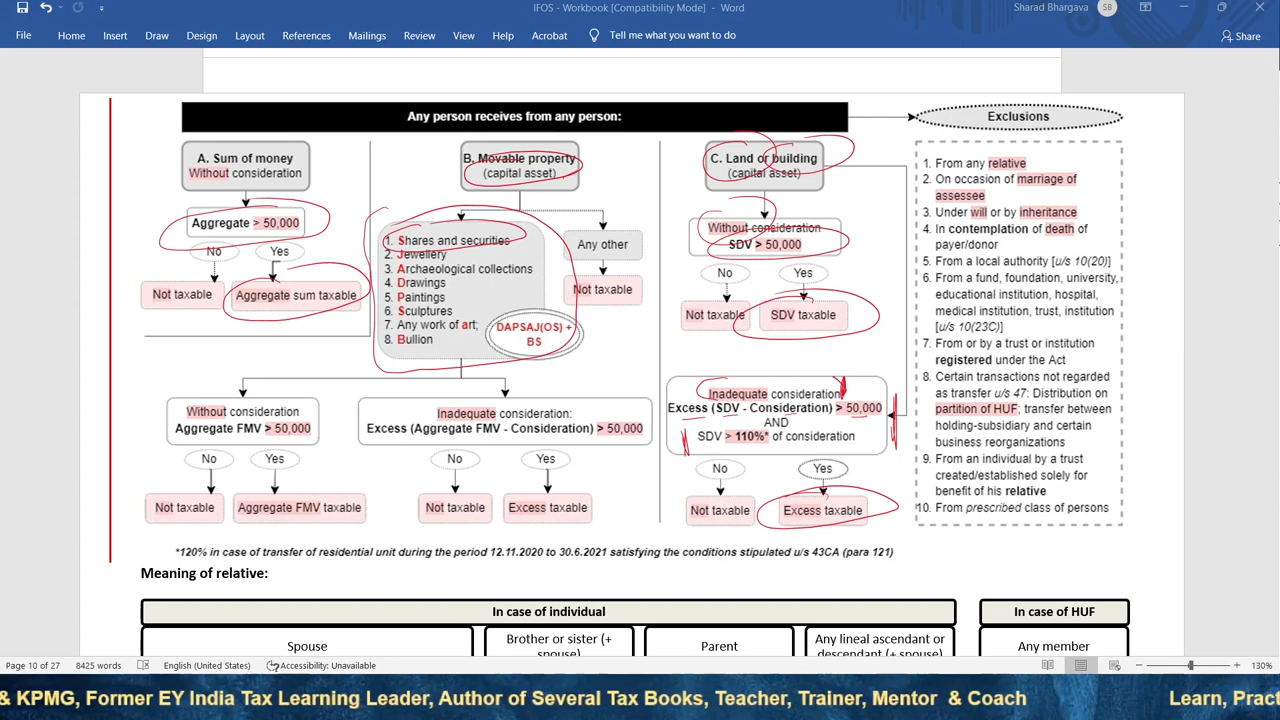 IFOS - Workbook [Compatibility Mode] - Word
Sharad Bhargava
SB
File Home Insert Draw Design Layout References Mailings Review View Help Acrobat Tell me what you want to do
Share
Any person receives from any person:
Exclusions
A. Sum of money
Without consideration
Aggregate > 50,000
No
Yes
Not taxable
Aggregate sum taxable
B. Movable property
(capital asset)
1. Shares and securities
2. Jewellery
3. Archaeological collections
4. Drawings
5. Paintings
6. Sculptures
7. Any work of art;
8. Bullion
DAPSAJ(OS) +
BS
Any other
Not taxable
Without consideration
Aggregate FMV > 50,000
No
Yes
Not taxable
Aggregate FMV taxable
Inadequate consideration:
Excess (Aggregate FMV - Consideration) > 50,000
No
Yes
Not taxable
Excess taxable
C. Land or building
(capital asset)
Without consideration
SDV > 50,000
No
Yes
Not taxable
SDV taxable
Inadequate consideration
Excess (SDV - Consideration) > 50,000
AND
SDV > 110%* of consideration
No
Yes
Not taxable
Excess taxable
1. From any relative
2. On occasion of marriage of
assessee
3. Under will or by inheritance
4. In contemplation of death of
payer/donor
5. From a local authority [u/s 10(20)]
6. From a fund, foundation, university,
educational institution, hospital,
medical institution, trust, institution
[u/s 10(23C)]
7. From or by a trust or institution
registered under the Act
8. Certain transactions not regarded
as transfer u/s 47: Distribution on
partition of HUF; transfer between
holding-subsidiary and certain
business reorganizations
9. From an individual by a trust
created/established solely for
benefit of his relative
10. From prescribed class of persons
*120% in case of transfer of residential unit during the period 12.11.2020 to 30.6.2021 satisfying the conditions stipulated u/s 43CA (para 121)
Meaning of relative:
In case of individual
In case of HUF
Spouse
Brother or sister (+
spouse)
Parent
Any lineal ascendant or
descendant (+ spouse)
Any member
Page 10 of 27 8425 words English (United States) Accessibility: Unavailable
130%
& KPMG, Former EY India Tax Learning Leader, Author of Several Tax Books, Teacher, Trainer, Mentor & Coach
Learn, Pract